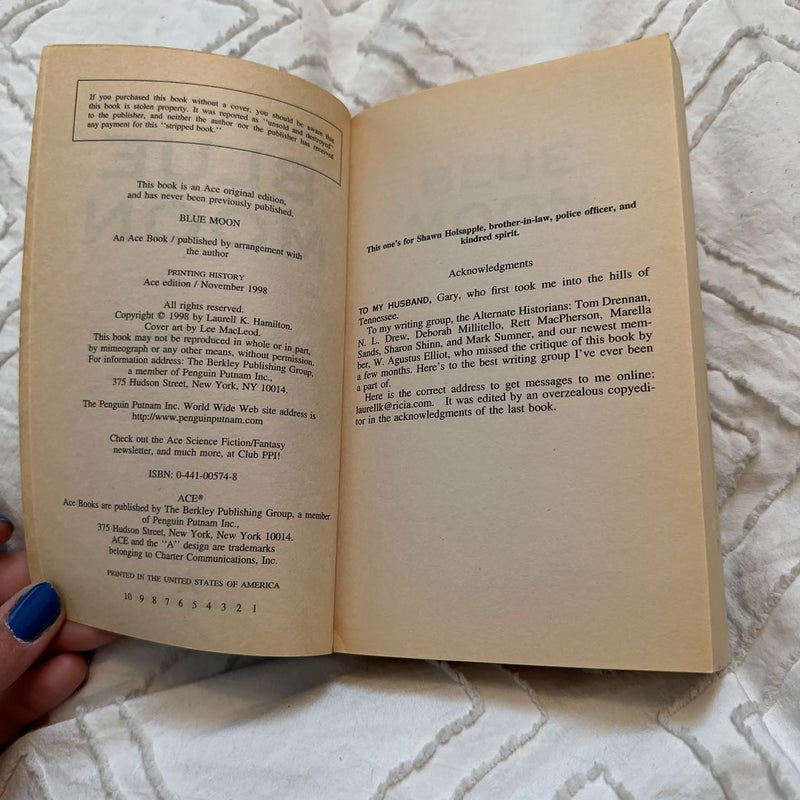 If you purchased this book without a cover, you should be aware that
this book is stolen property. It was reported as "unsold and destroyed"
to the publisher, and neither the author nor the publisher has received
any payment for this "stripped book."
This book is an Ace original edition,
and has never been previously published.
BLUE MOON
An Ace Book / published by arrangement with
the author
PRINTING HISTORY
Ace edition / November 1998
All rights reserved.
Copyright © 1998 by Laurell K. Hamilton.
Cover art by Lee MacLeod.
This book may not be reproduced in whole or in part,
by mimeograph or any other means, without permission.
For information address: The Berkley Publishing Group,
a member of Penguin Putnam Inc.,
375 Hudson Street, New York, NY 10014.
The Penguin Putnam Inc. World Wide Web site address is
http://www.penguinputnam.com
Check out the Ace Science Fiction/Fantasy
newsletter, and much more, at Club PPI!
ISBN: 0-441-00574-8
ACE®
Ace Books are published by The Berkley Publishing Group, a member
of Penguin Putnam Inc.,
375 Hudson Street, New York, New York 10014.
ACE and the "A" design are trademarks
belonging to Charter Communications, Inc.
PRINTED IN THE UNITED STATES OF AMERICA
10 9 8 7 6 5 4 3 2 1
This one's for Shawn Holsapple, brother-in-law, police officer, and
kindred spirit.
Acknowledgments
TO MY HUSBAND, Gary, who first took me into the hills of
Tennessee.
To my writing group, the Alternate Historians: Tom Drennan,
N. L. Drew, Deborah Millitello, Rett MacPherson, Marella
Sands, Sharon Shinn, and Mark Sumner, and our newest mem-
ber, W. Agustus Elliot, who missed the critique of this book by
a few months. Here's to the best writing group I've ever been
a part of.
Here is the correct address to get messages to me online:
laurellk@ricia.com. It was edited by an overzealous copyedi-
tor in the acknowledgments of the last book.